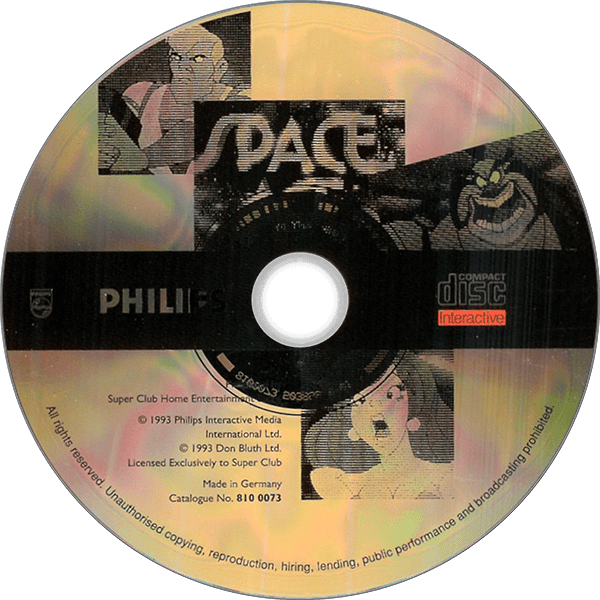 SPACE
PHILIPS
COMPACT
disc
Interactive
Super Club Home Entertainment
© 1993 Philips Interactive Media
International Ltd.
© 1993 Don Bluth Ltd.
Licensed Exclusively to Super Club
Made in Germany
Catalogue No. 810 0073
All rights reserved. Unauthorised copying, reproduction, hiring, lending, public performance and broadcasting prohibited.